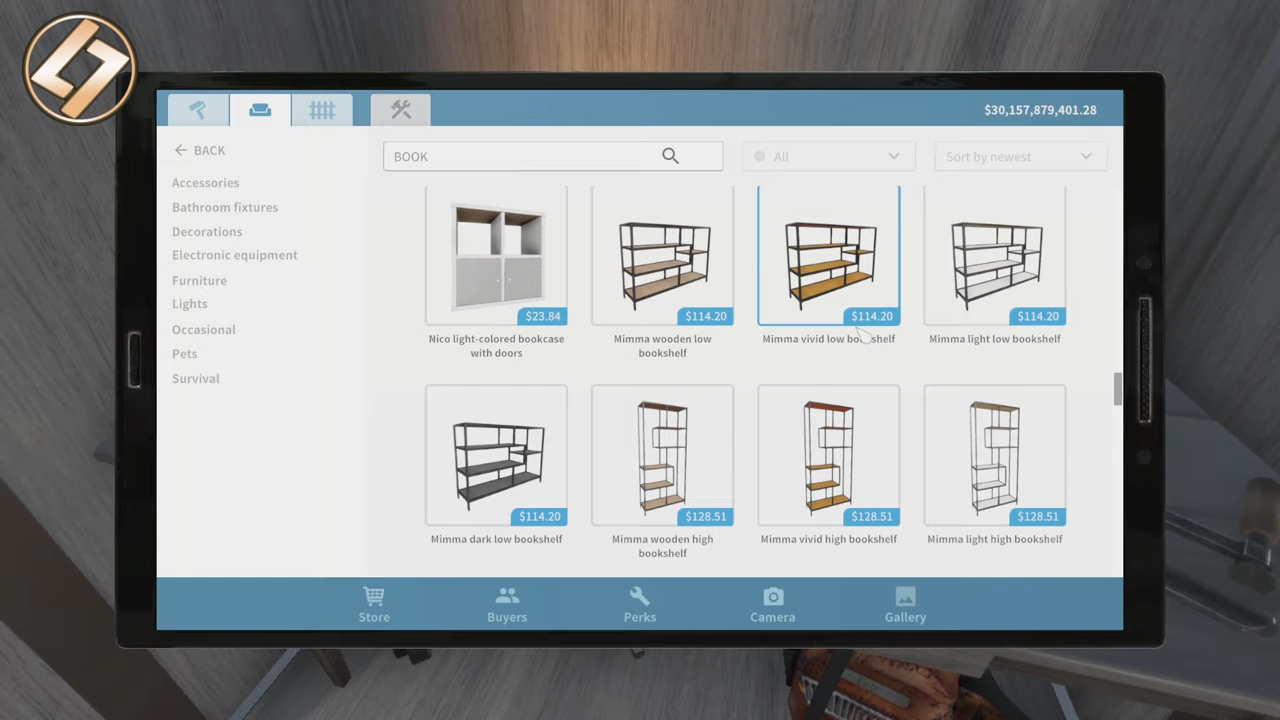 $30,157,879,401.28
BACK
BOOK
All
Sort by newest
Accessories
Bathroom fixtures
Decorations
Electronic equipment
Furniture
Lights
Occasional
Pets
Survival
$23.84
$114.20
$114.20
$114.20
Nico light-colored bookcase
with doors
Mimma wooden low
bookshelf
Mimma vivid low bookshelf
Mimma light low bookshelf
$114.20
$128.51
$128.51
$128.51
Mimma dark low bookshelf
Mimma wooden high
bookshelf
Mimma vivid high bookshelf
Mimma light high bookshelf
Store
Buyers
Perks
Camera
Gallery